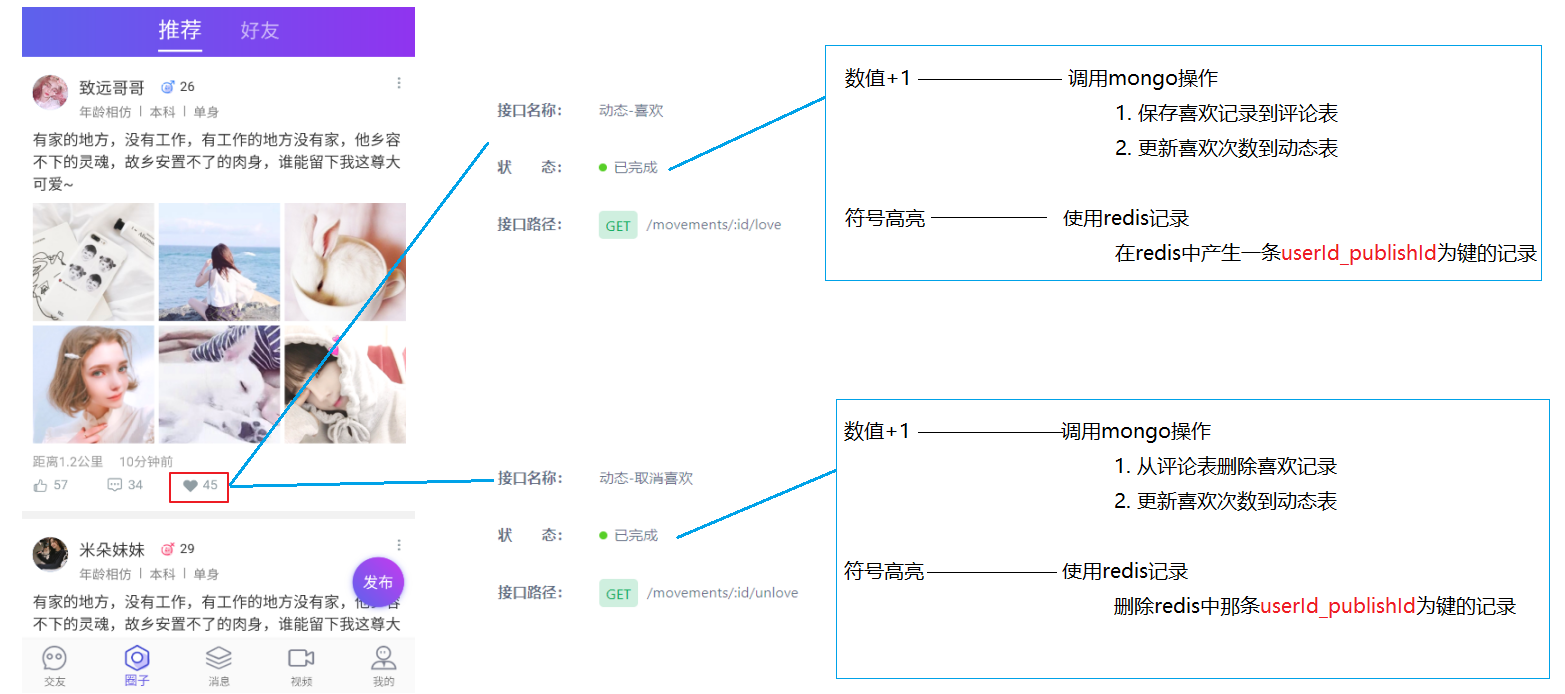 推荐 好友
致远哥哥 26
年龄相仿 | 本科 | 单身
有家的地方，没有工作，有工作的地方没有家，他乡容
不下的灵魂，故乡安置不了的肉身，谁能留下我这尊大
可爱~
距离1.2公里 10分钟前
57 34 45
米朵妹妹 29
年龄相仿 | 本科 | 单身
发布
有家的地方，没有工作，有工作的地方没有家，他乡容
不下的灵魂，故乡安置不了的肉身，谁能留下我这尊大
交友 圈子 消息 视频 我的
接口名称： 动态-喜欢
状 态： 已完成
接口路径： GET /movements/:id/love
数值+1 调用mongo操作
1. 保存喜欢记录到评论表
2. 更新喜欢次数到动态表
符号高亮 使用redis记录
在redis中产生一条userId_publishId为键的记录
接口名称： 动态-取消喜欢
状 态： 已完成
接口路径： GET /movements/:id/unlove
数值+1 调用mongo操作
1. 从评论表删除喜欢记录
2. 更新喜欢次数到动态表
符号高亮 使用redis记录
删除redis中那条userId_publishId为键的记录